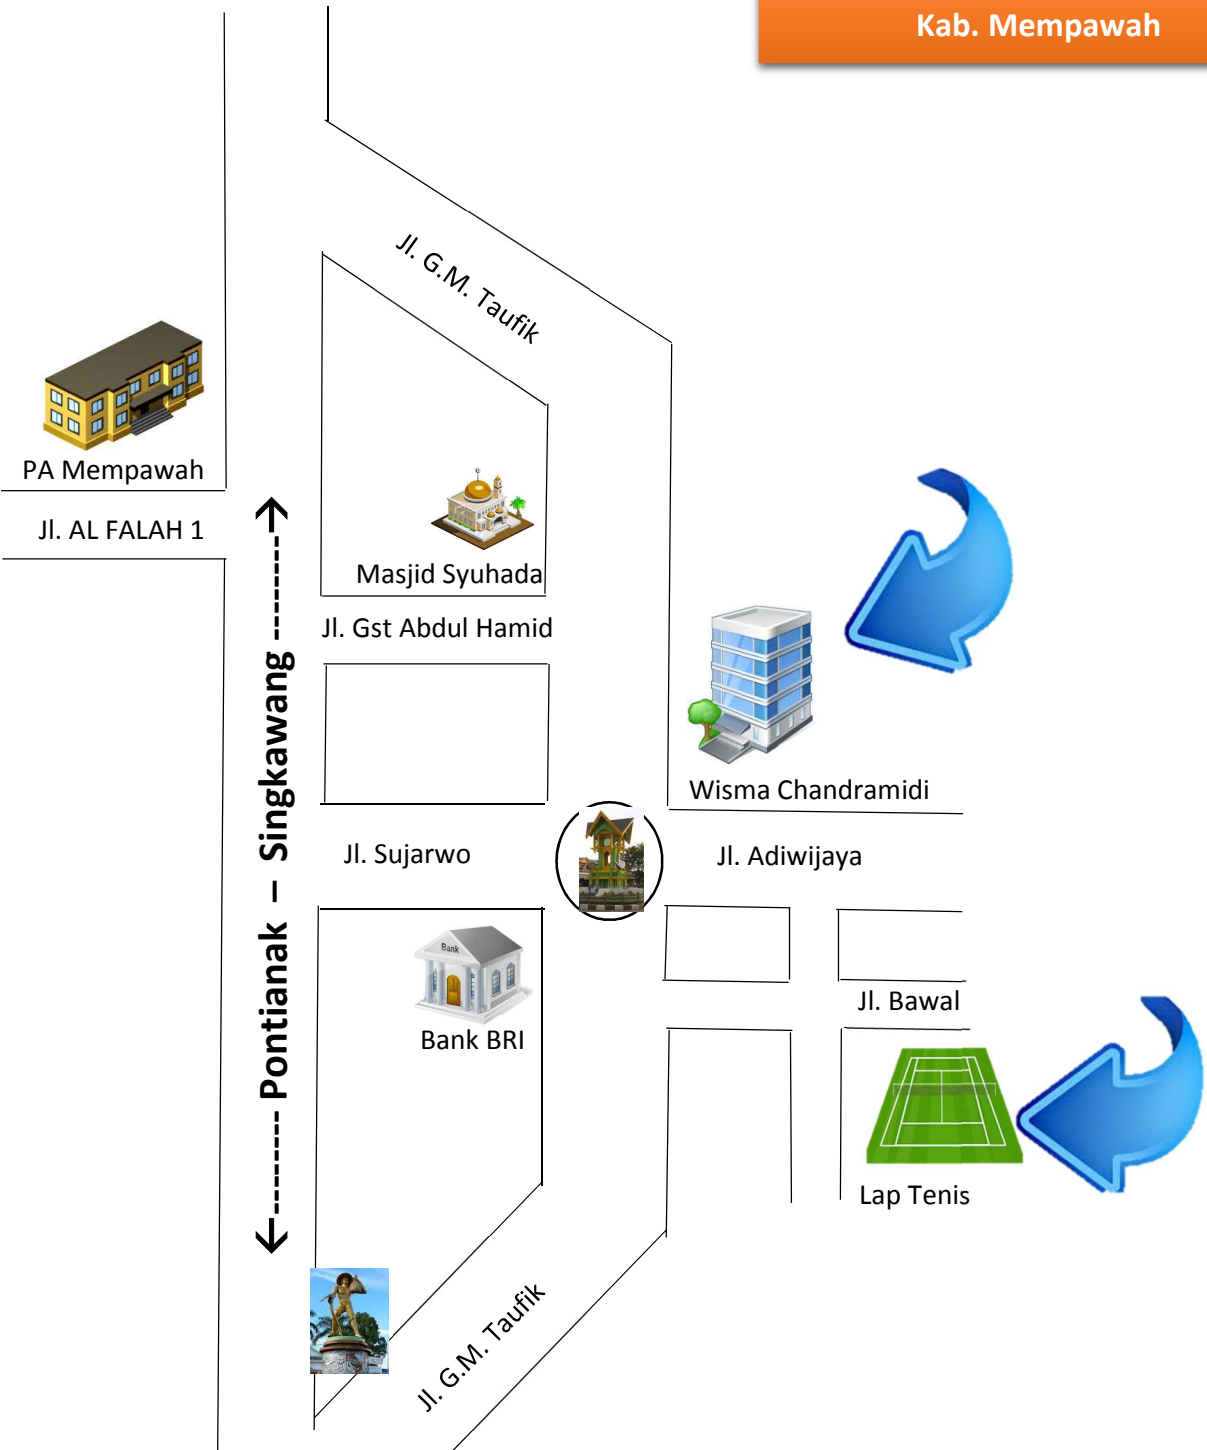 Kab. Mempawah
Jl. G.M. Taufik
PA Mempawah
Jl. AL FALAH 1
Masjid Syuhada
Jl. Gst Abdul Hamid
<---------- Pontianak – Singkawang ---------->
Wisma Chandramidi
Jl. Sujarwo
Jl. Adiwijaya
Bank
Bank BRI
Jl. Bawal
Lap Tenis
Jl. G.M. Taufik